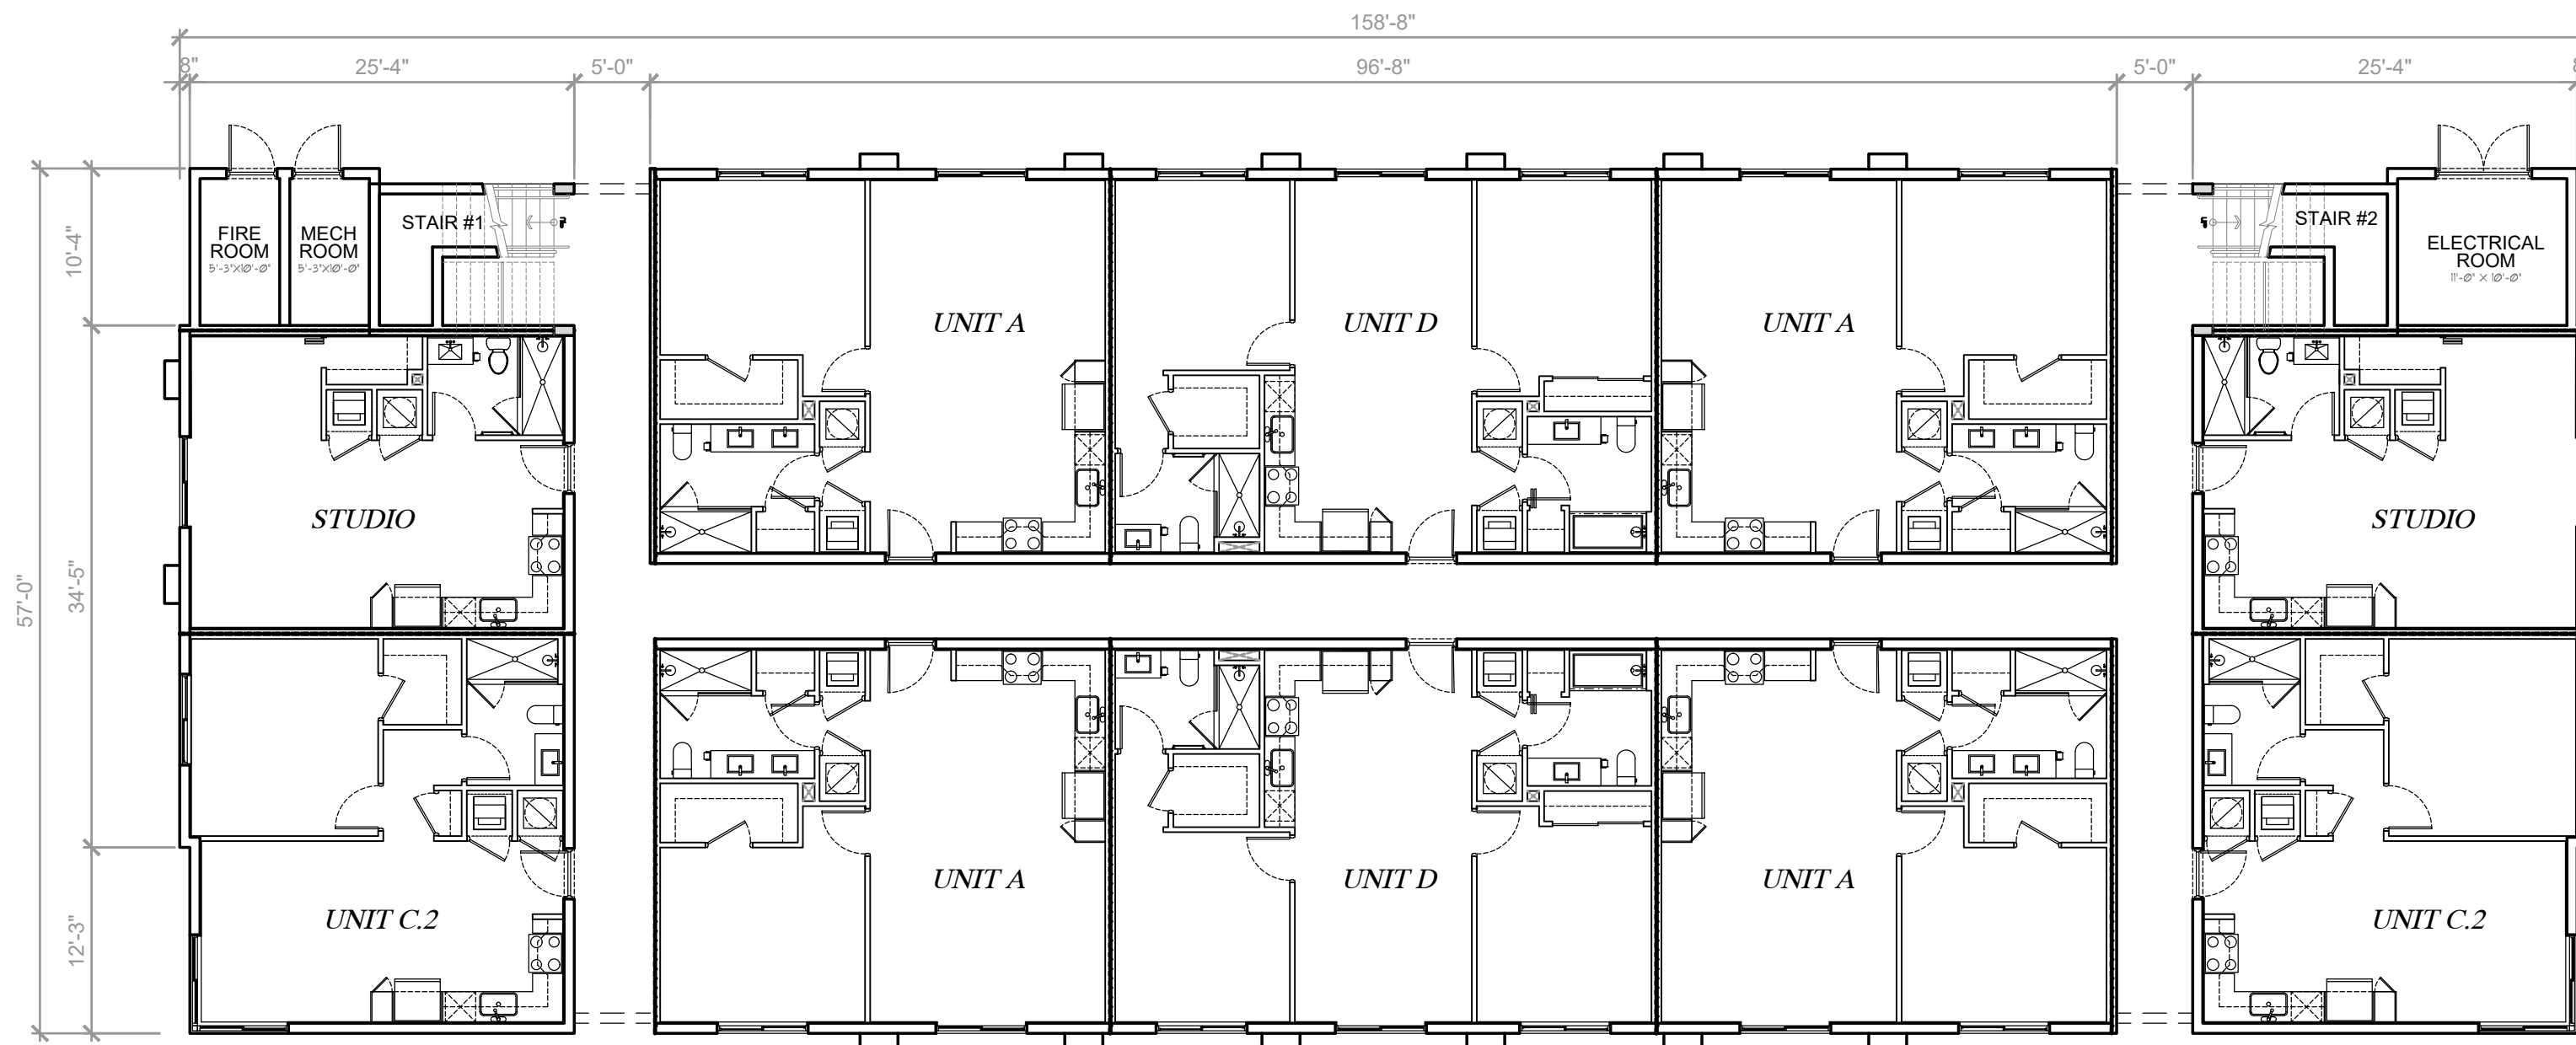 158'-8"
8"
25'-4"
5'-0"
96'-8"
5'-0"
25'-4"
57'-0"
10'-4"
34'-5"
12'-3"
FIRE
ROOM
5'-3"X10'-0"
MECH
ROOM
5'-3"X10'-0"
STAIR #1
UNIT A
UNIT D
UNIT A
STAIR #2
ELECTRICAL
ROOM
11'-0" X 10'-0"
STUDIO
STUDIO
UNIT A
UNIT D
UNIT A
UNIT C.2
UNIT C.2